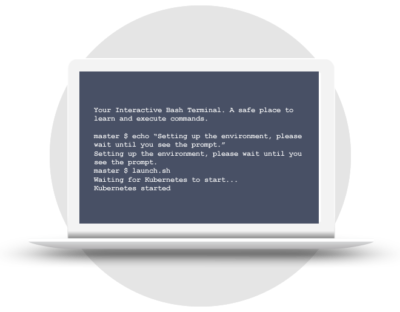 Your Interactive Bash Terminal. A safe place to
learn and execute commands.
master $ echo "Setting up the environment, please
wait until you see the prompt."
Setting up the environment, please wait until you
see the prompt.
master $ launch.sh
Waiting for Kubernetes to start...
Kubernetes started